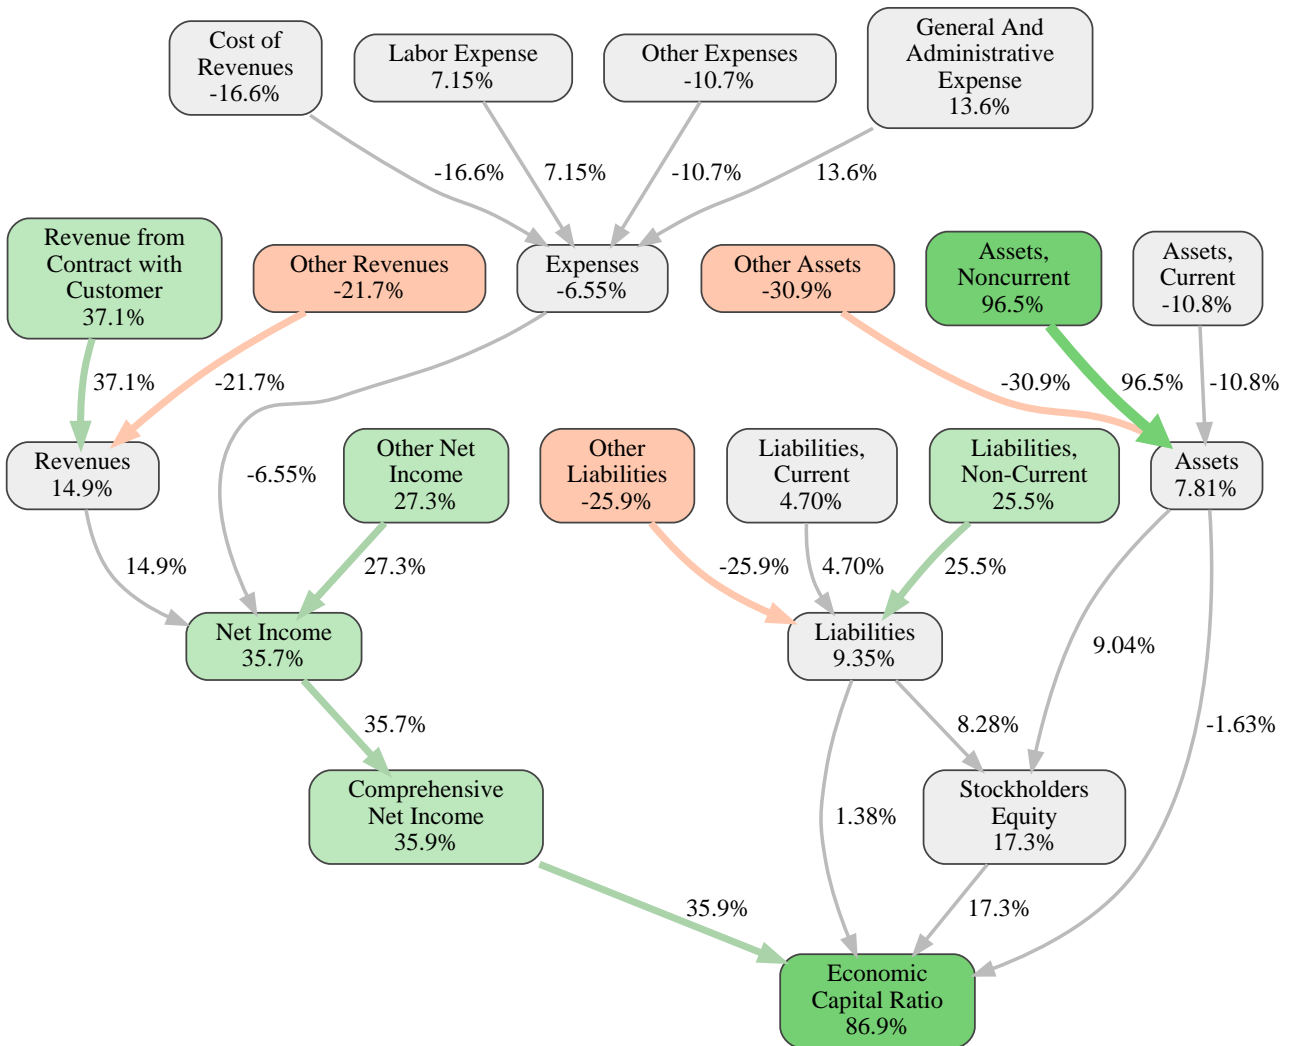 Cost of
Revenues
-16.6%
Labor Expense
7.15%
Other Expenses
-10.7%
General And
Administrative
Expense
13.6%
-16.6%
7.15%
-10.7%
13.6%
Revenue from
Contract with
Customer
37.1%
Other Revenues
-21.7%
Expenses
-6.55%
Other Assets
-30.9%
Assets,
Noncurrent
96.5%
Assets,
Current
-10.8%
37.1%
-21.7%
-30.9%
96.5%
-10.8%
Revenues
14.9%
-6.55%
Other Net
Income
27.3%
Other
Liabilities
-25.9%
Liabilities,
Current
4.70%
Liabilities,
Non-Current
25.5%
Assets
7.81%
14.9%
27.3%
-25.9%
4.70%
25.5%
Net Income
35.7%
Liabilities
9.35%
9.04%
35.7%
8.28%
-1.63%
Comprehensive
Net Income
35.9%
1.38%
Stockholders
Equity
17.3%
35.9%
17.3%
Economic
Capital Ratio
86.9%